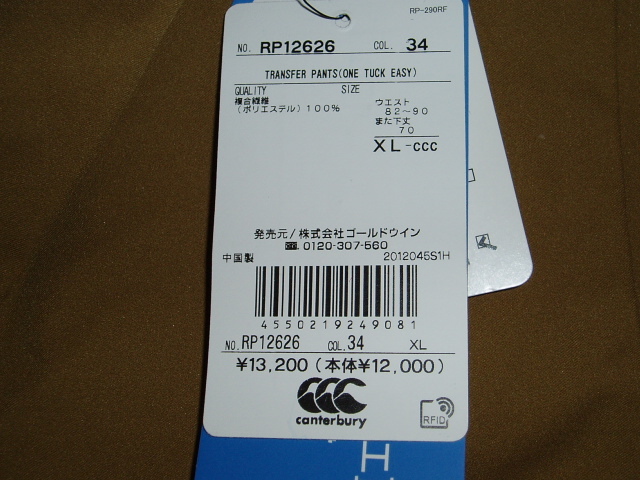 RP-290RF
NO. RP12626 COL. 34
TRANSFER PANTS(ONE TUCK EASY)
QUALITY SIZE
複合繊維
(ポリエステル) 100%
ウエスト
82~90
また下丈
70
XL-ccc
発売元/株式会社ゴールドウイン
☎. 0120-307-560
中国製 2012045S1H
4550219249081
NO. RP12626 COL. 34 XL
¥13,200(本体¥12,000)
canterbury
RFID
H